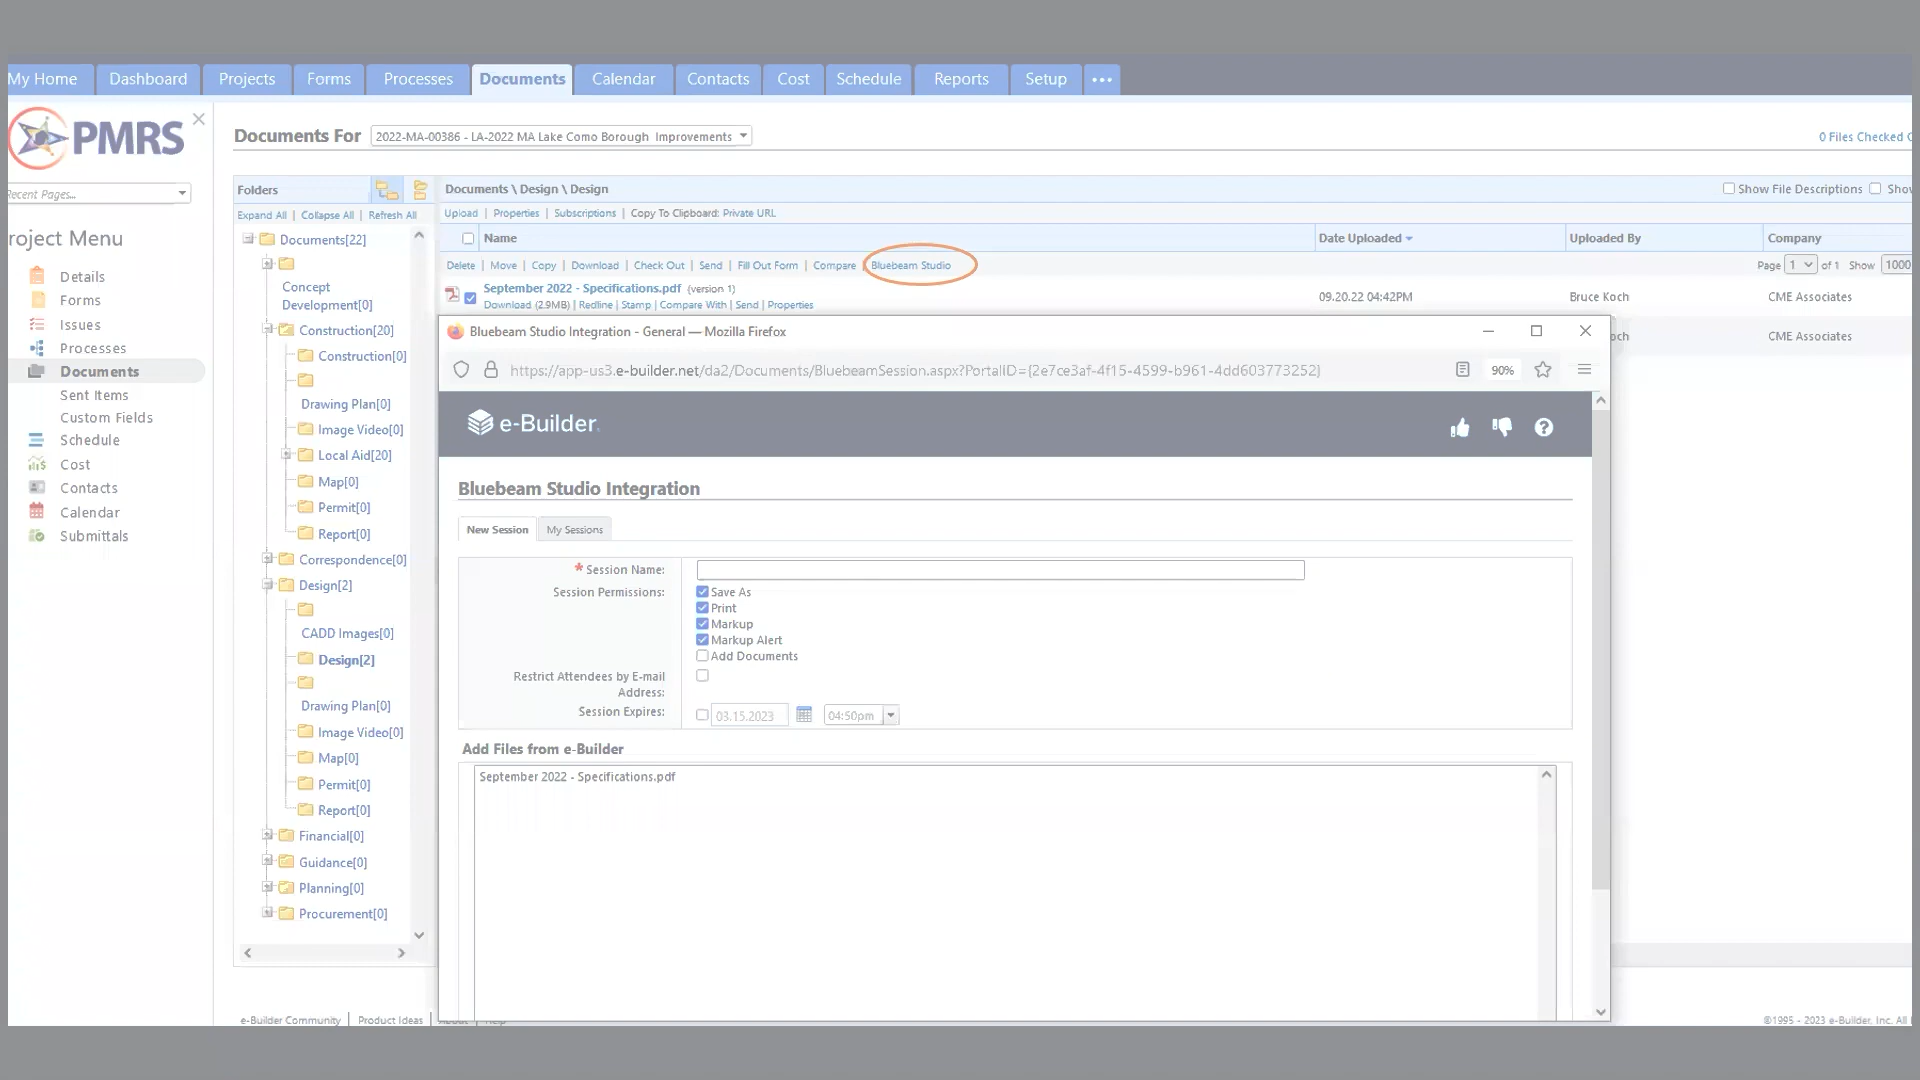 My Home Dashboard Projects Forms Processes Documents Calendar Contacts Cost Schedule Reports Setup
PMRS
Documents For 2022-MA-00386 - LA-2022 MA Lake Como Borough Improvements
0 Files Checked
Recent Pages...
Folders
Documents \ Design \ Design
Show File Descriptions
Expand All | Collapse All | Refresh All
Upload | Properties | Subscriptions | Copy To Clipboard: Private URL
Name Date Uploaded Uploaded By Company
Delete | Move | Copy | Download | Check Out | Send | Fill Out Form | Compare | Bluebeam Studio
Page 1 of 1 Show 1000
September 2022 - Specifications.pdf (version 1)
Download (2.9MB) | Redline | Stamp | Compare With | Send | Properties
09.20.22 04:42PM Bruce Koch CME Associates
och CME Associates
roject Menu
Details
Forms
Issues
Processes
Documents
Sent Items
Custom Fields
Schedule
Cost
Contacts
Calendar
Submittals
Documents[22]
Concept
Development[0]
Construction[20]
Construction[0]
Drawing Plan[0]
Image Video[0]
Local Aid[20]
Map[0]
Permit[0]
Report[0]
Correspondence[0]
Design[2]
CADD Images[0]
Design[2]
Drawing Plan[0]
Image Video[0]
Map[0]
Permit[0]
Report[0]
Financial[0]
Guidance[0]
Planning[0]
Procurement[0]
Bluebeam Studio Integration - General — Mozilla Firefox
https://app-us3.e-builder.net/da2/Documents/BluebeamSession.aspx?PortalID={2e7ce3af-4f15-4599-b961-4dd603773252}
90%
e-Builder
Bluebeam Studio Integration
New Session My Sessions
* Session Name:
Session Permissions:
Save As
Print
Markup
Markup Alert
Add Documents
Restrict Attendees by E-mail
Address:
Session Expires: 03.15.2023 04:50pm
Add Files from e-Builder
September 2022 - Specifications.pdf
e-Builder Community | Product Ideas |
©1995 - 2023 e-Builder, Inc. All